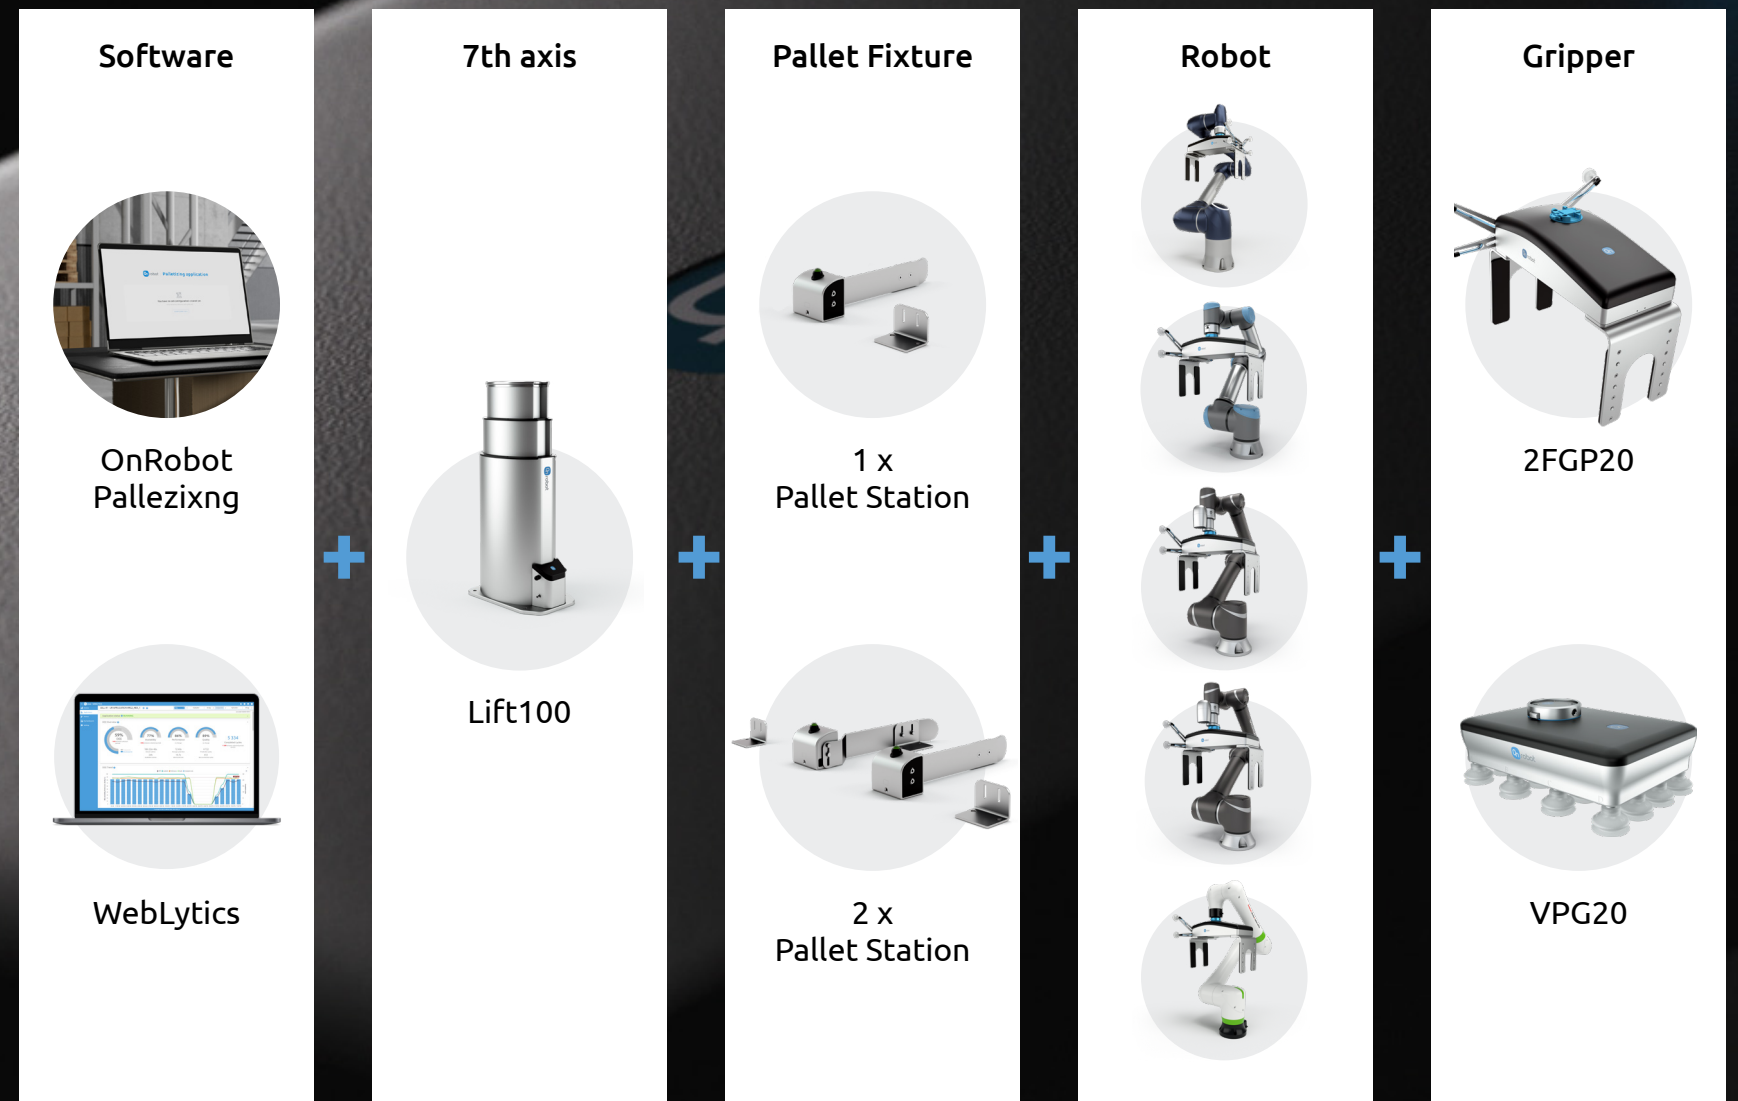 Software
OnRobot
Pallezixng
WebLytics
7th axis
Lift100
Pallet Fixture
1 x
Pallet Station
2 x
Pallet Station
Robot
Gripper
2FGP20
VPG20